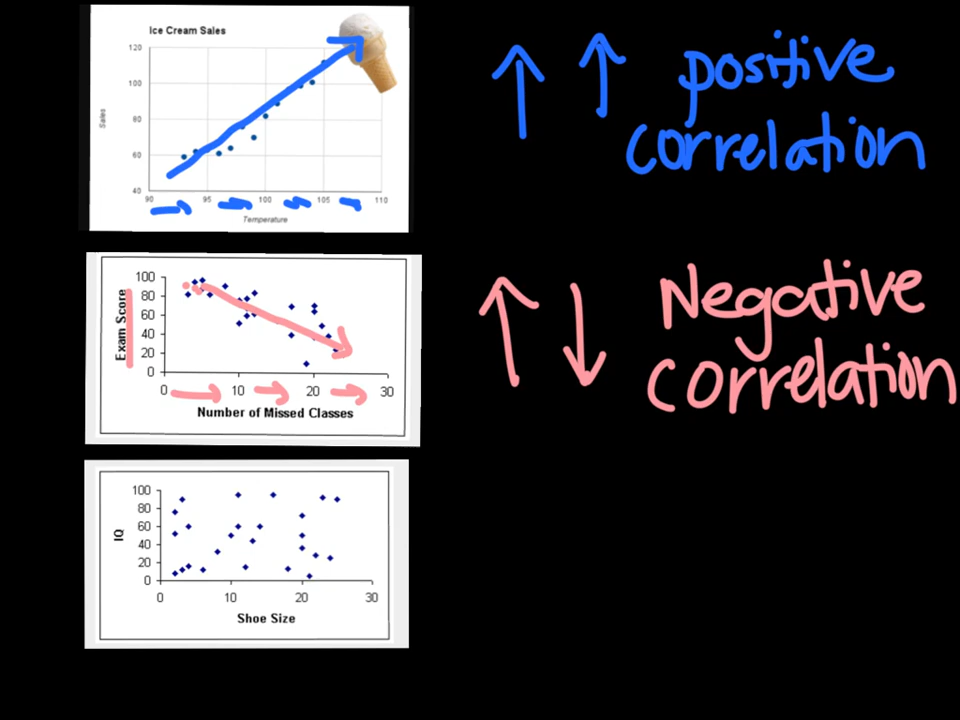 Ice Cream Sales
120
100
80
60
40
Sales
90 95 100 105 110
Temperature
↑ ↑ positive
correlation
100
80
60
40
20
0
Exam Score
0 10 20 30
Number of Missed Classes
↑ ↓ Negative
correlation
100
80
60
40
20
0
IQ
0 10 20 30
Shoe Size